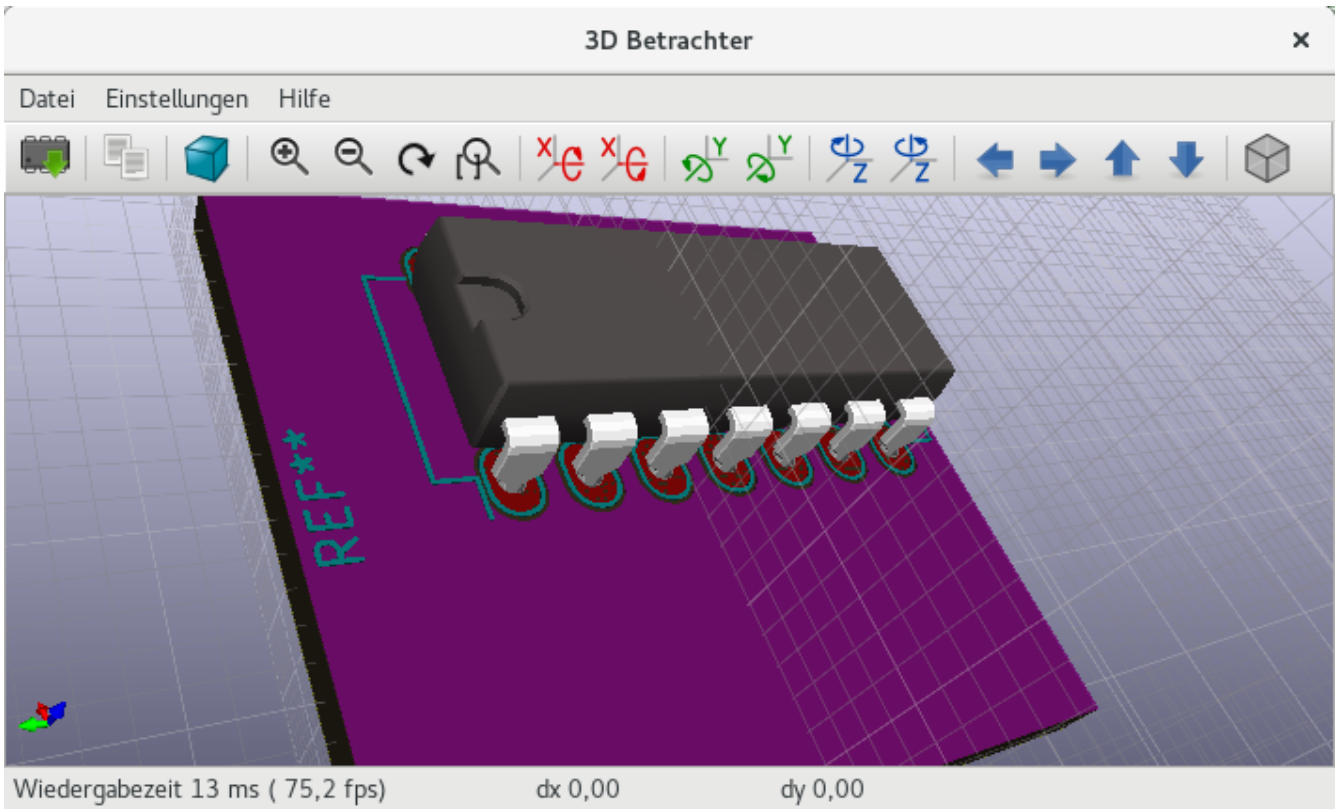 3D Betrachter
Datei Einstellungen Hilfe
X X Y Y Z Z
REF**
Wiedergabezeit 13 ms ( 75,2 fps) dx 0,00 dy 0,00